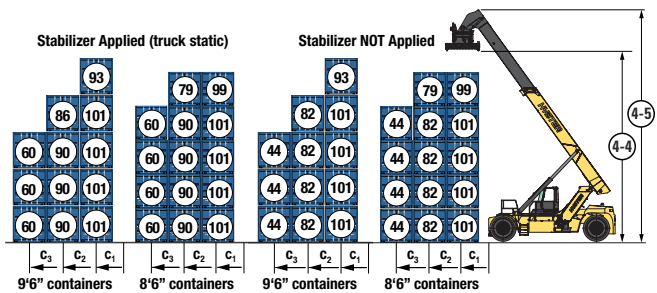 Stabilizer Applied (truck static)
93
86 101
60 90 101
60 90 101
60 90 101
79 99
60 90 101
60 90 101
60 90 101
60 90 101
C3 C2 C1
9‘6” containers
C3 C2 C1
8‘6” containers
Stabilizer NOT Applied
93
82 101
44 82 101
44 82 101
44 82 101
79 99
44 82 101
44 82 101
44 82 101
44 82 101
C3 C2 C1
9‘6” containers
C3 C2 C1
8‘6” containers
HYSTER
4-4
4-5